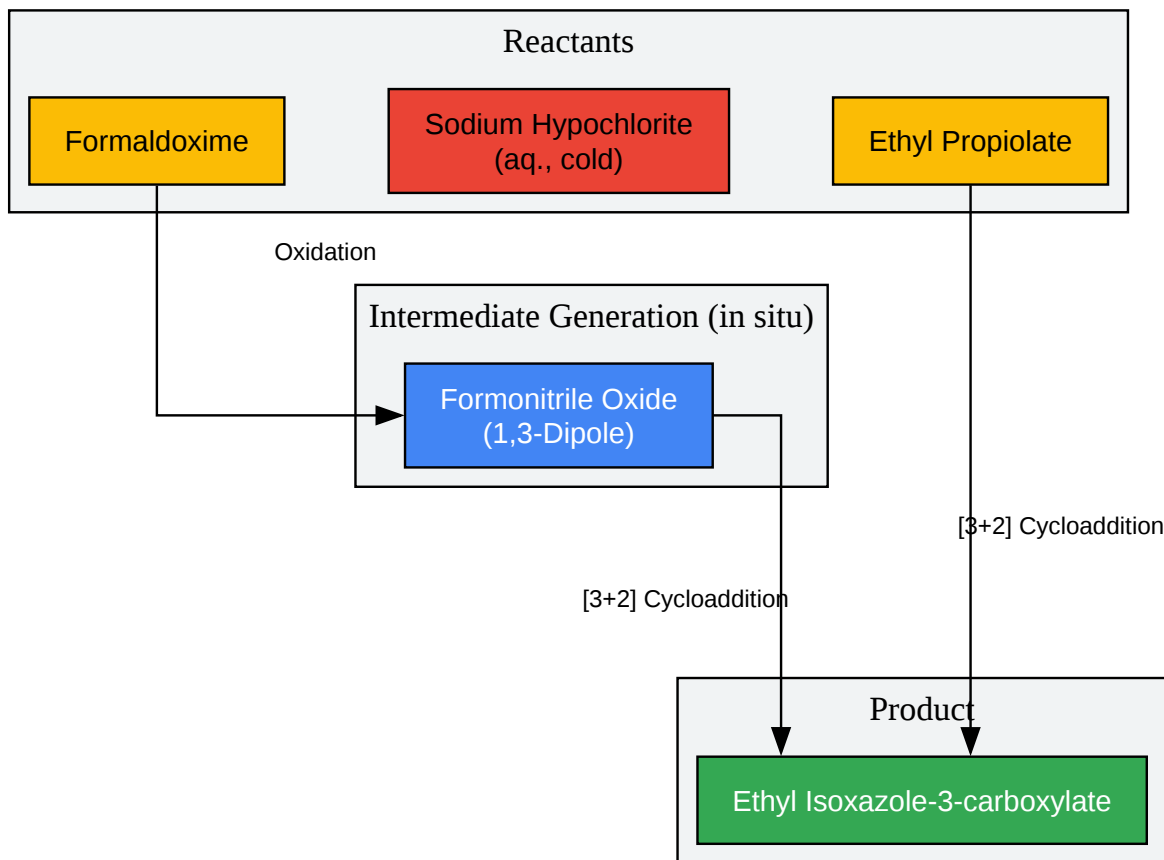 Reactants
Formaldoxime
Sodium Hypochlorite
(aq., cold)
Ethyl Propiolate
Oxidation
Intermediate Generation (in situ)
Formonitrile Oxide
(1,3-Dipole)
[3+2] Cycloaddition
[3+2] Cycloaddition
Product
Ethyl Isoxazole-3-carboxylate